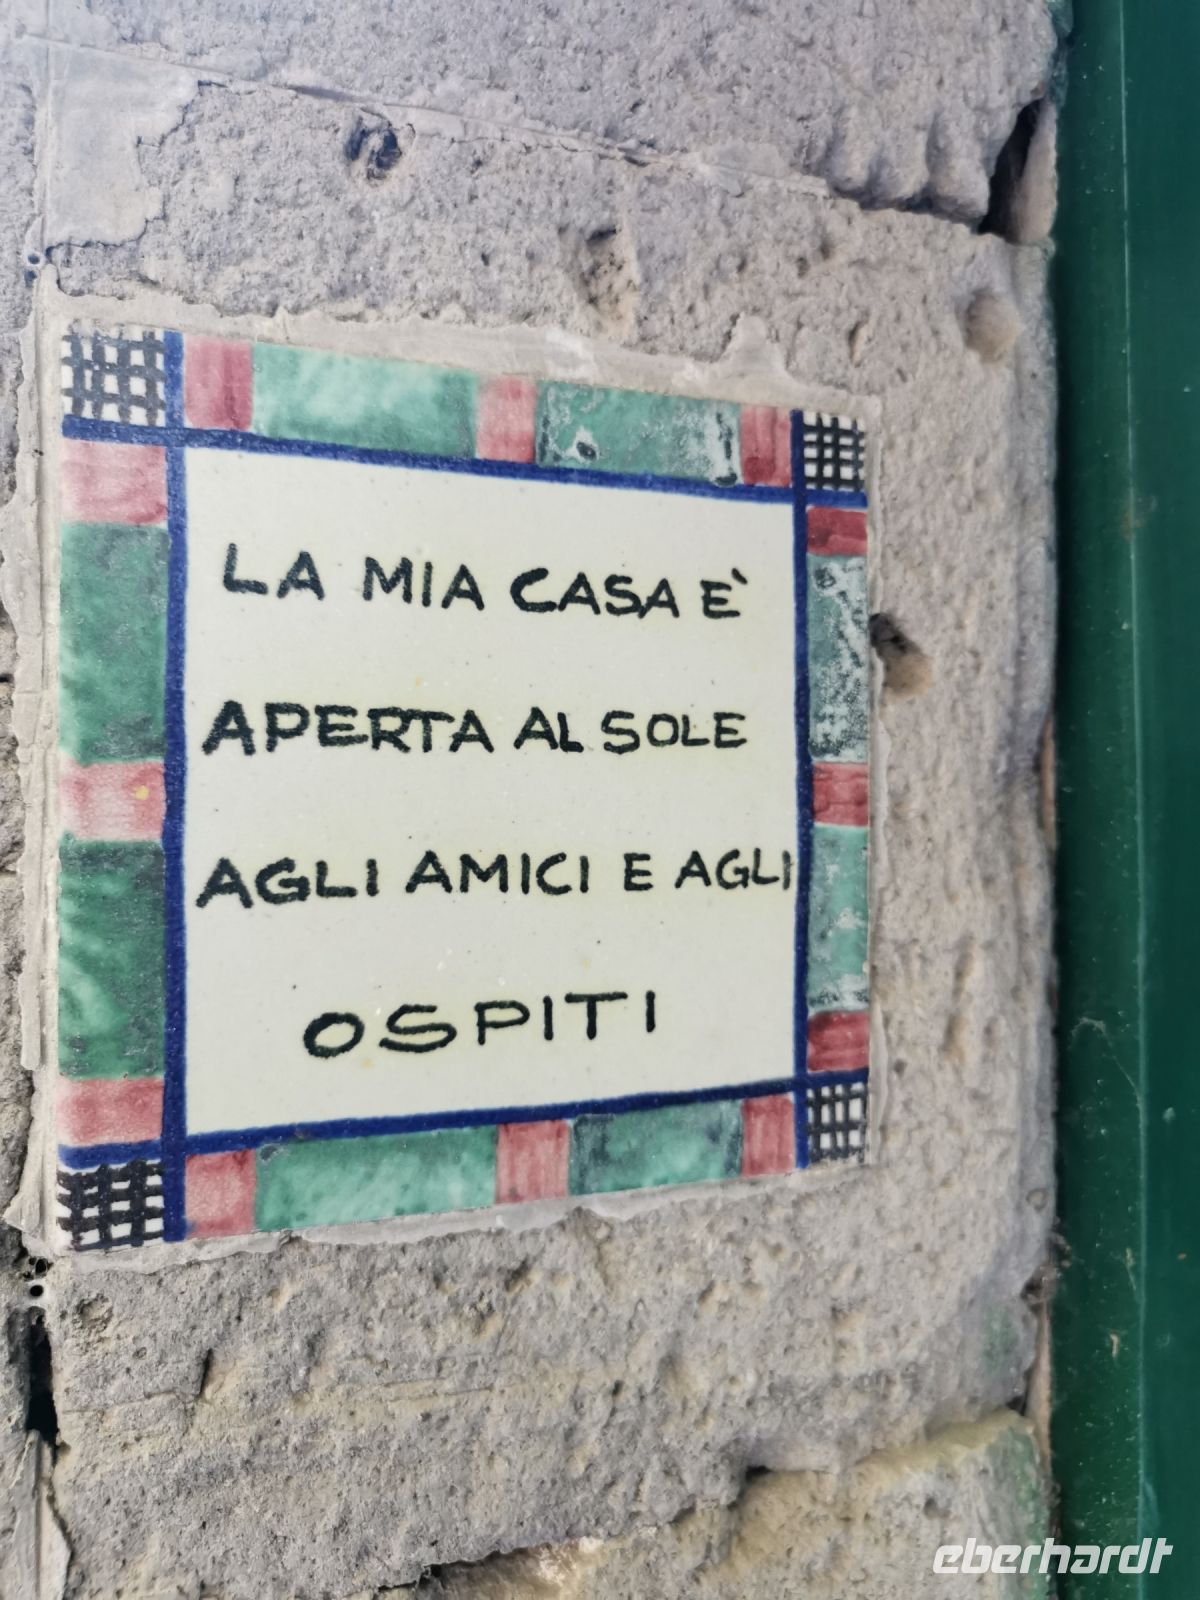 LA MIA CASA E`
APERTA AL SOLE
AGLI AMICI E AGLI
OSPITI
eberhardt